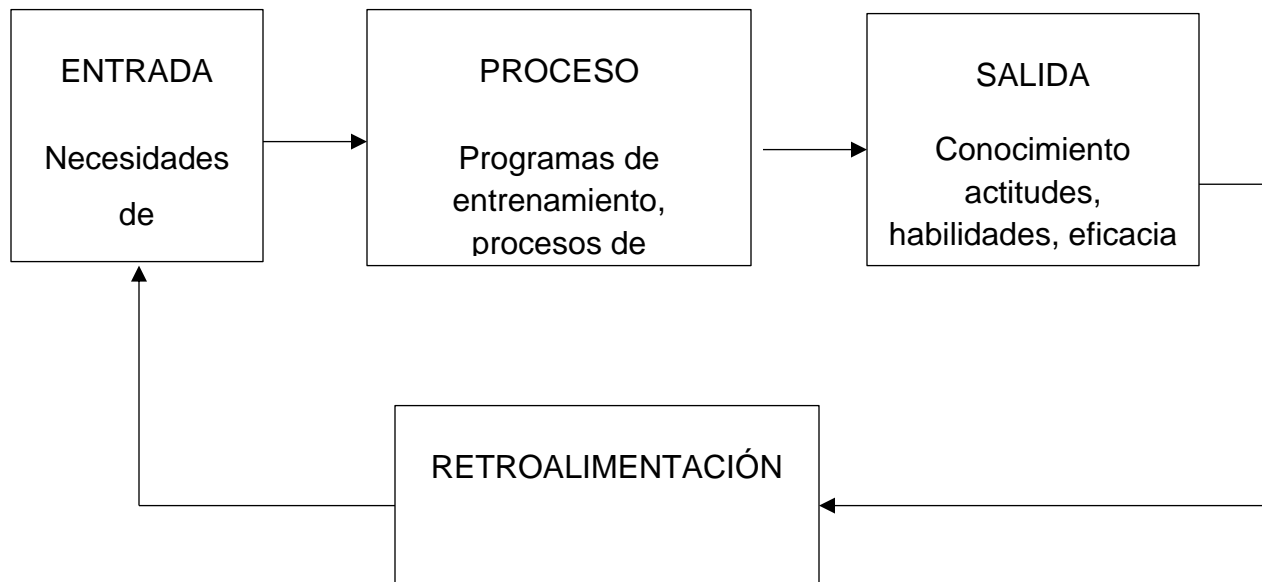 ENTRADA
Necesidades
de
PROCESO
Programas de
entrenamiento,
procesos de
SALIDA
Conocimiento
actitudes,
habilidades, eficacia
RETROALIMENTACIÓN